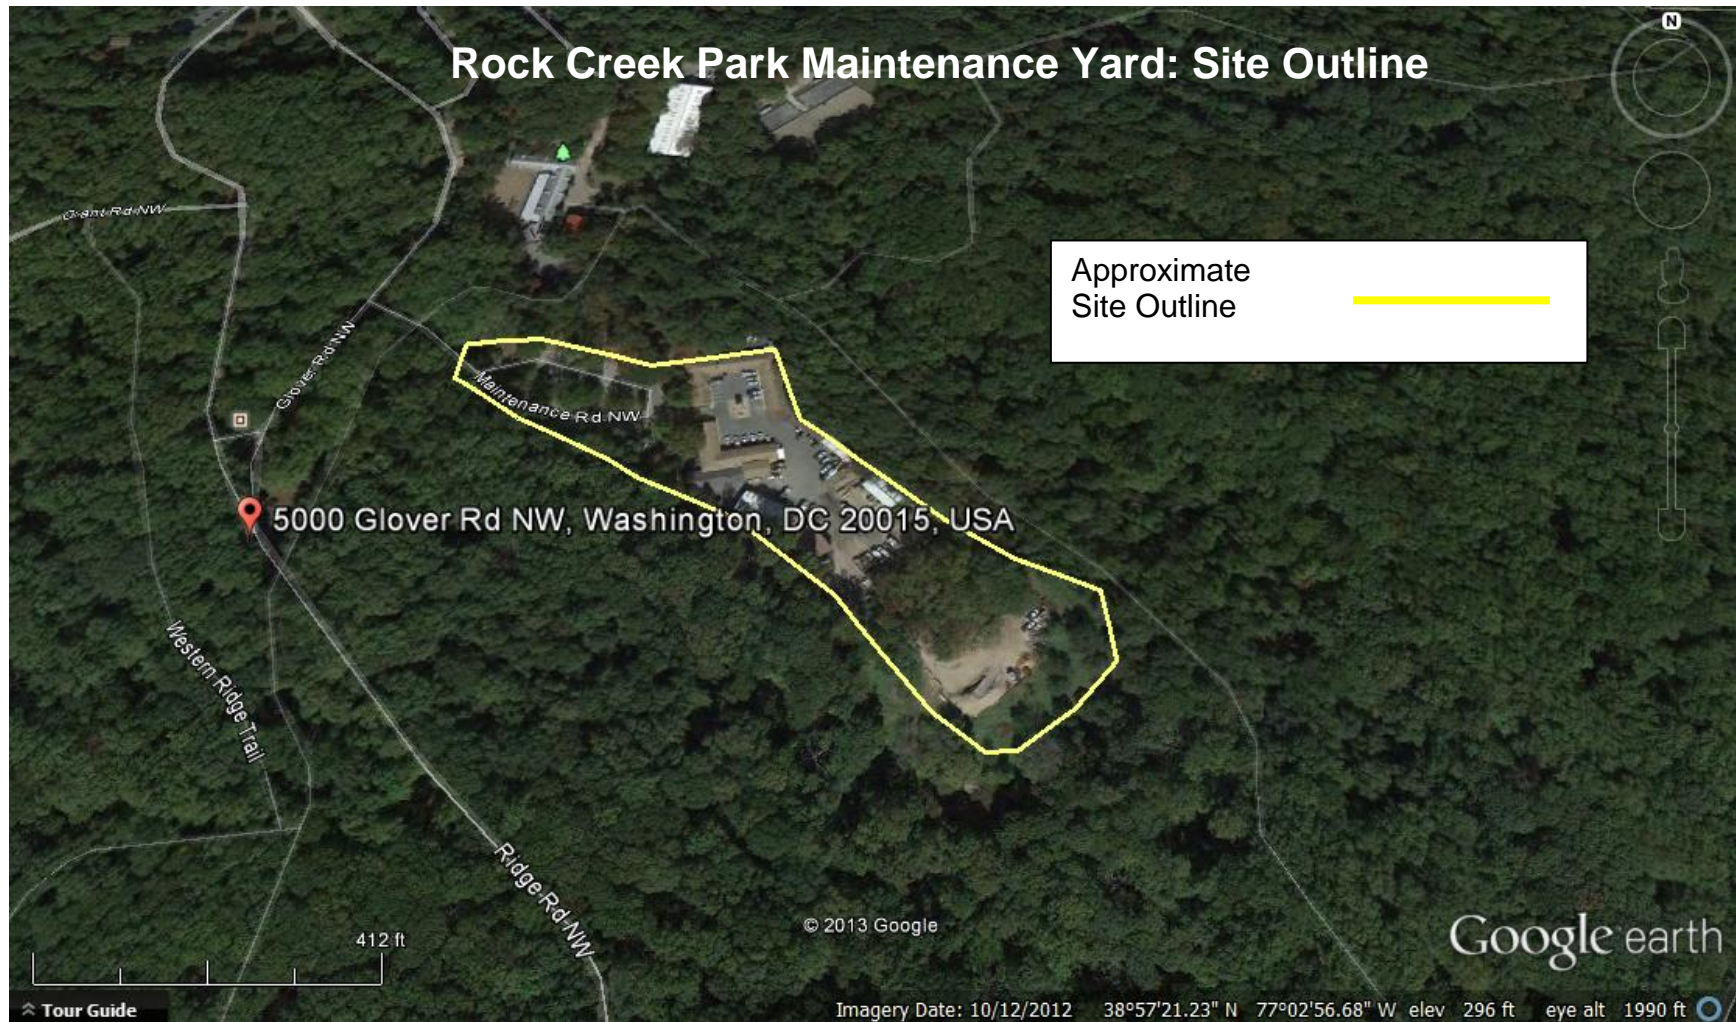 Rock Creek Park Maintenance Yard: Site Outline
N
Grant Rd NW
Approximate
Site Outline
Glover Rd NW
Maintenance Rd NW
5000 Glover Rd NW, Washington, DC 20015, USA
Western Ridge Trail
Ridge Rd NW
412 ft
© 2013 Google
Google earth
Tour Guide
Imagery Date: 10/12/2012 38°57'21.23" N 77°02'56.68" W elev 296 ft eye alt 1990 ft